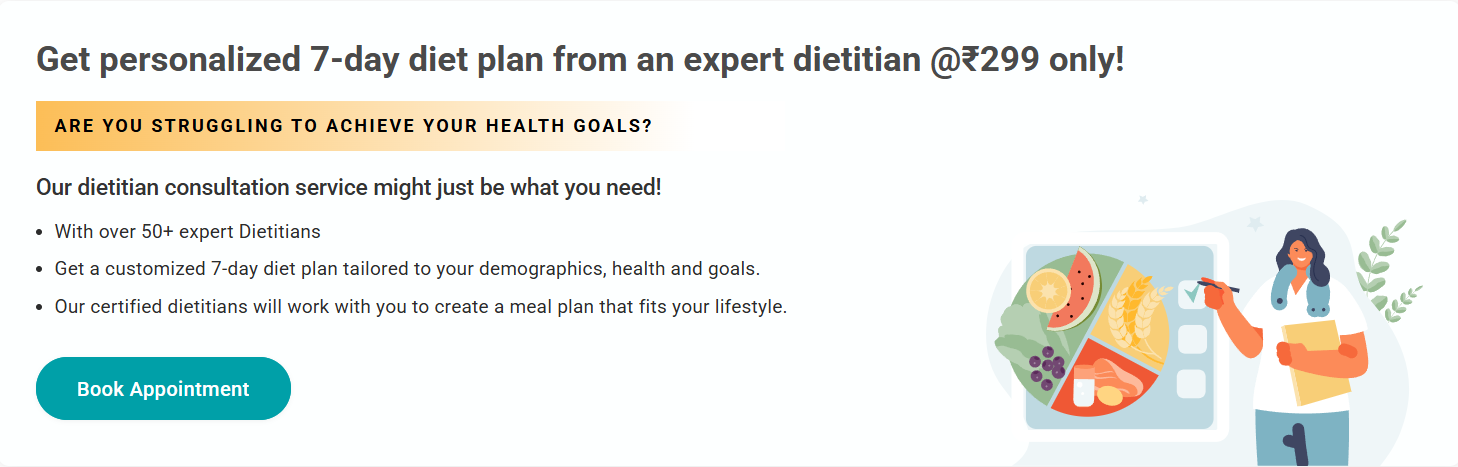 Get personalized 7-day diet plan from an expert dietitian @₹299 only!
ARE YOU STRUGGLING TO ACHIEVE YOUR HEALTH GOALS?
Our dietitian consultation service might just be what you need!
• With over 50+ expert Dietitians
• Get a customized 7-day diet plan tailored to your demographics, health and goals.
• Our certified dietitians will work with you to create a meal plan that fits your lifestyle.
Book Appointment